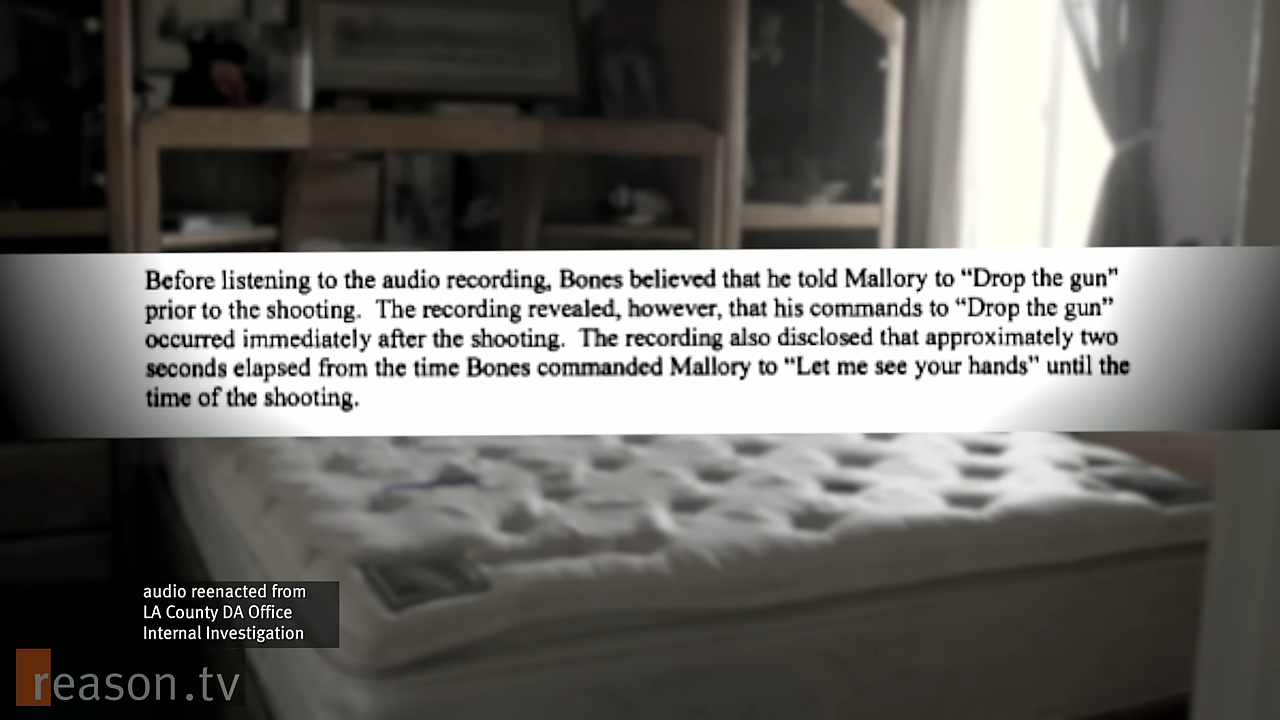 Before listening to the audio recording, Bones believed that he told Mallory to “Drop the gun”
prior to the shooting.  The recording revealed, however, that his commands to “Drop the gun”
occurred immediately after the shooting.  The recording also disclosed that approximately two
seconds elapsed from the time Bones commanded Mallory to “Let me see your hands” until the
time of the shooting.
audio reenacted from
LA County DA Office
Internal Investigation
reason.tv